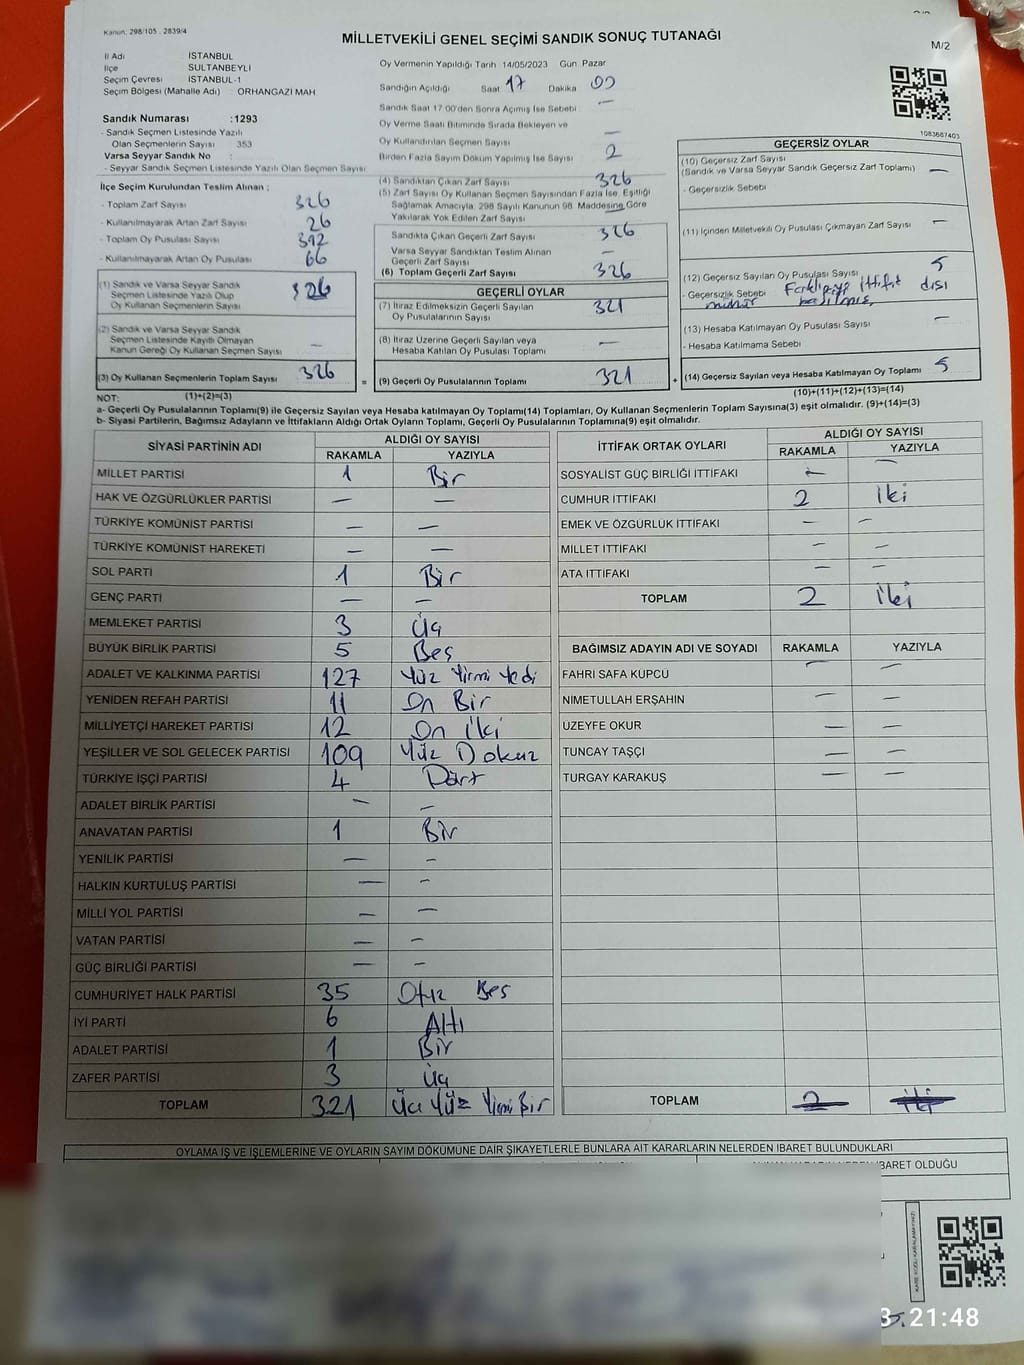 Kanun: 298/105 - 2839/4
MİLLETVEKİLİ GENEL SEÇİMİ SANDIK SONUÇ TUTANAĞI
M/2
İl Adı İSTANBUL
İlçe SULTANBEYLİ
Seçim Çevresi İSTANBUL-1
Seçim Bölgesi (Mahalle Adı) : ORHANGAZİ MAH
Sandık Numarası :1293
- Sandık Seçmen Listesinde Yazılı
Olan Seçmenlerin Sayısı 353
Varsa Seyyar Sandık No :
- Seyyar Sandık Seçmen Listesinde Yazılı Olan Seçmen Sayısı
Oy Vermenin Yapıldığı Tarih : 14/05/2023 Gün : Pazar
Sandığın Açıldığı Saat 17 Dakika 00
Sandık Saat 17:00'den Sonra Açılmış İse Sebebi : —
Oy Verme Saati Bitiminde Sırada Bekleyen ve
Oy Kullandırılan Seçmen Sayısı —
Birden Fazla Sayım Döküm Yapılmış İse Sayısı 2
1083667403
İlçe Seçim Kurulundan Teslim Alınan :
- Toplam Zarf Sayısı 326
- Kullanılmayarak Artan Zarf Sayısı 26
- Toplam Oy Pusulası Sayısı 392
- Kullanılmayarak Artan Oy Pusulası 66
(1) Sandık ve Varsa Seyyar Sandık
Seçmen Listesinde Yazılı Olup
Oy Kullanan Seçmenlerin Sayısı 326
(2) Sandık ve Varsa Seyyar Sandık
Seçmen Listesinde Kayıtlı Olmayan
Kanun Gereği Oy Kullanan Seçmen Sayısı —
(3) Oy Kullanan Seçmenlerin Toplam Sayısı 326
(1)+(2)=(3)
(4) Sandıktan Çıkan Zarf Sayısı 326
(5) Zarf Sayısı Oy Kullanan Seçmen Sayısından Fazla İse, Eşitliği
Sağlamak Amacıyla, 298 Sayılı Kanunun 98. Maddesine Göre
Yakılarak Yok Edilen Zarf Sayısı
Sandıkta Çıkan Geçerli Zarf Sayısı 326
Varsa Seyyar Sandıktan Teslim Alınan
Geçerli Zarf Sayısı —
(6) Toplam Geçerli Zarf Sayısı 326
GEÇERLİ OYLAR
(7) İtiraz Edilmeksizin Geçerli Sayılan
Oy Pusulalarının Sayısı 321
(8) İtiraz Üzerine Geçerli Sayılan veya
Hesaba Katılan Oy Pusulası Toplamı —
= (9) Geçerli Oy Pusulalarının Toplamı 321
GEÇERSİZ OYLAR
(10) Geçersiz Zarf Sayısı
(Sandık ve Varsa Seyyar Sandık Geçersiz Zarf Toplamı) —
- Geçersizlik Sebebi
(11) İçinden Milletvekili Oy Pusulası Çıkmayan Zarf Sayısı —
(12) Geçersiz Sayılan Oy Pusulası Sayısı 5
- Geçersizlik Sebebi ittifat dışı
mühür basılmış.
(13) Hesaba Katılmayan Oy Pusulası Sayısı —
- Hesaba Katılmama Sebebi
+ (14) Geçersiz Sayılan veya Hesaba Katılmayan Oy Toplamı 5
(10)+(11)+(12)+(13)=(14)
NOT:
a- Geçerli Oy Pusulalarının Toplamı(9) ile Geçersiz Sayılan veya Hesaba katılmayan Oy Toplamı(14) Toplamları, Oy Kullanan Seçmenlerin Toplam Sayısına(3) eşit olmalıdır. (9)+(14)=(3)
b- Siyasi Partilerin, Bağımsız Adayların ve İttifakların Aldığı Ortak Oyların Toplamı, Geçerli Oy Pusulalarının Toplamına(9) eşit olmalıdır.
SİYASİ PARTİNİN ADI ALDIĞI OY SAYISI
RAKAMLA YAZIYLA
MİLLET PARTİSİ 1 Bir
HAK VE ÖZGÜRLÜKLER PARTİSİ — —
TÜRKİYE KOMÜNİST PARTİSİ — —
TÜRKİYE KOMÜNİST HAREKETİ — —
SOL PARTİ 1 Bir
GENÇ PARTİ — —
MEMLEKET PARTİSİ 3 Üç
BÜYÜK BİRLİK PARTİSİ 5 Beş
ADALET VE KALKINMA PARTİSİ 127 Yüz Yirmi Yedi
YENİDEN REFAH PARTİSİ 11 On Bir
MİLLİYETÇİ HAREKET PARTİSİ 12 On İki
YEŞİLLER VE SOL GELECEK PARTİSİ 109 Yüz Dokuz
TÜRKİYE İŞÇİ PARTİSİ 4 Dört
ADALET BİRLİK PARTİSİ — —
ANAVATAN PARTİSİ 1 Bir
YENİLİK PARTİSİ — —
HALKIN KURTULUŞ PARTİSİ — —
MİLLİ YOL PARTİSİ — —
VATAN PARTİSİ — —
GÜÇ BİRLİĞİ PARTİSİ — —
CUMHURİYET HALK PARTİSİ 35 Otuz Beş
İYİ PARTİ 6 Altı
ADALET PARTİSİ 1 Bir
ZAFER PARTİSİ 3 Üç
TOPLAM 321 Üç Yüz Yirmi Bir
İTTİFAK ORTAK OYLARI ALDIĞI OY SAYISI
RAKAMLA YAZIYLA
SOSYALİST GÜÇ BİRLİĞİ İTTİFAKI — —
CUMHUR İTTİFAKI 2 İki
EMEK VE ÖZGÜRLÜK İTTİFAKI — —
MİLLET İTTİFAKI — —
ATA İTTİFAKI — —
TOPLAM 2 İki
BAĞIMSIZ ADAYIN ADI VE SOYADI RAKAMLA YAZIYLA
FAHRİ SAFA KÜPCÜ — —
NİMETULLAH ERŞAHİN — —
ÜZEYFE OKUR — —
TUNCAY TAŞÇI — —
TURGAY KARAKUŞ — —
TOPLAM 2 İki
OYLAMA İŞ VE İŞLEMLERİNE VE OYLARIN SAYIM DÖKÜMÜNE DAİR ŞİKAYETLERLE BUNLARA AİT KARARLARIN NELERDEN İBARET BULUNDUKLARI
İBARET OLDUĞU
21:48